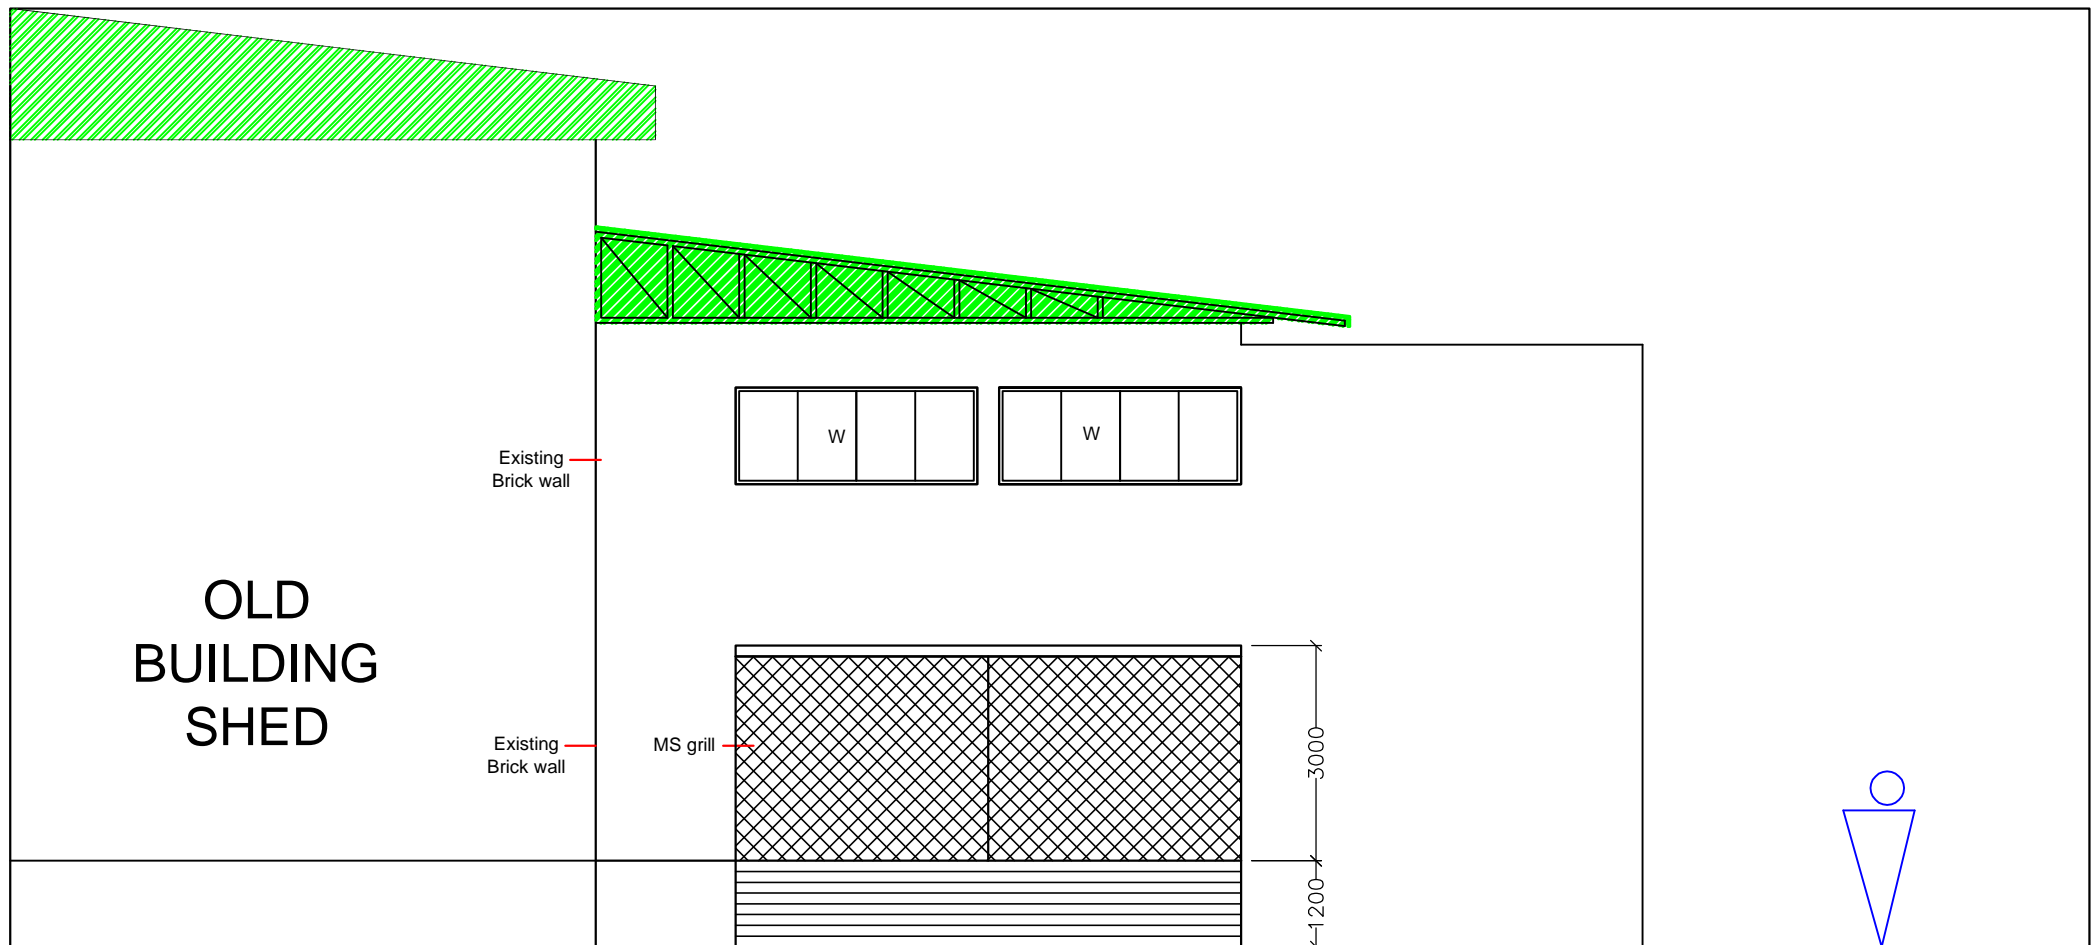 W
W
Existing
Brick wall
OLD
BUILDING
SHED
Existing
Brick wall
MS grill
3000
1200